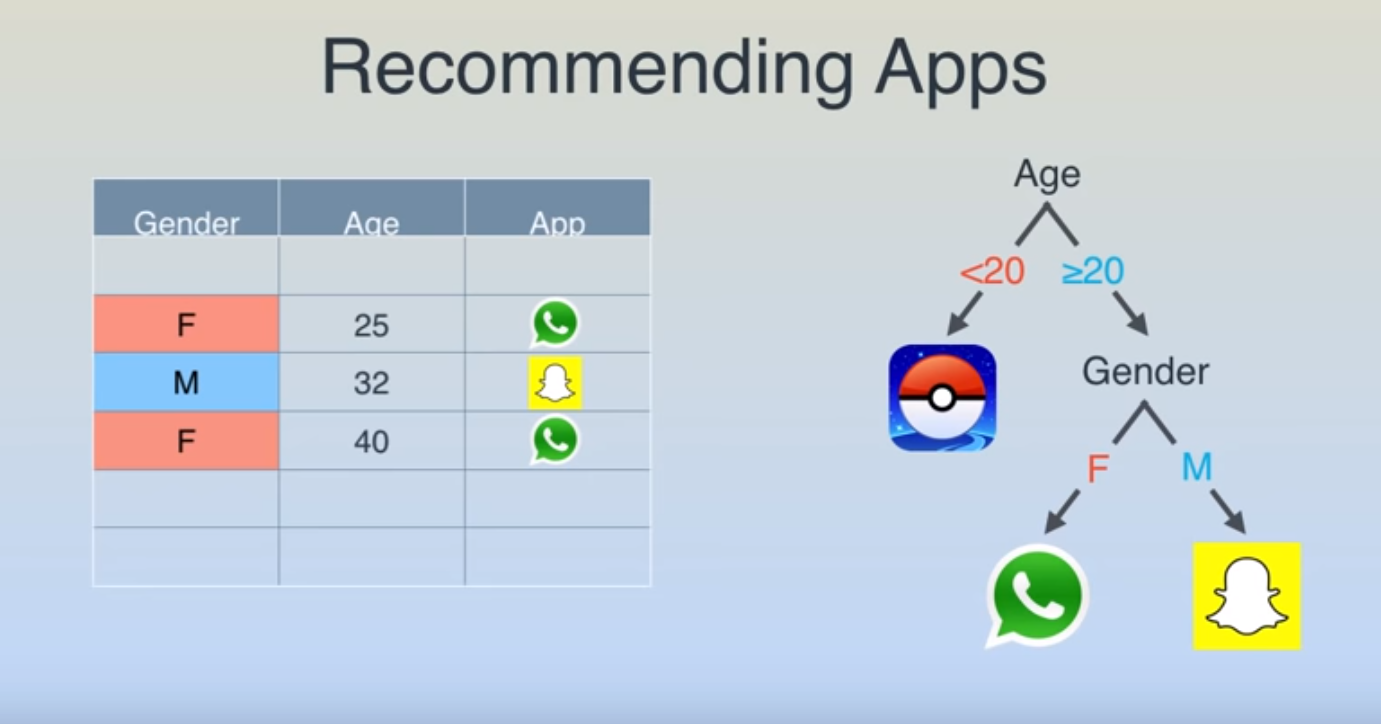 Recommending Apps
Gender Age App
F 25
M 32
F 40
Age
<20 ≥20
Gender
F M